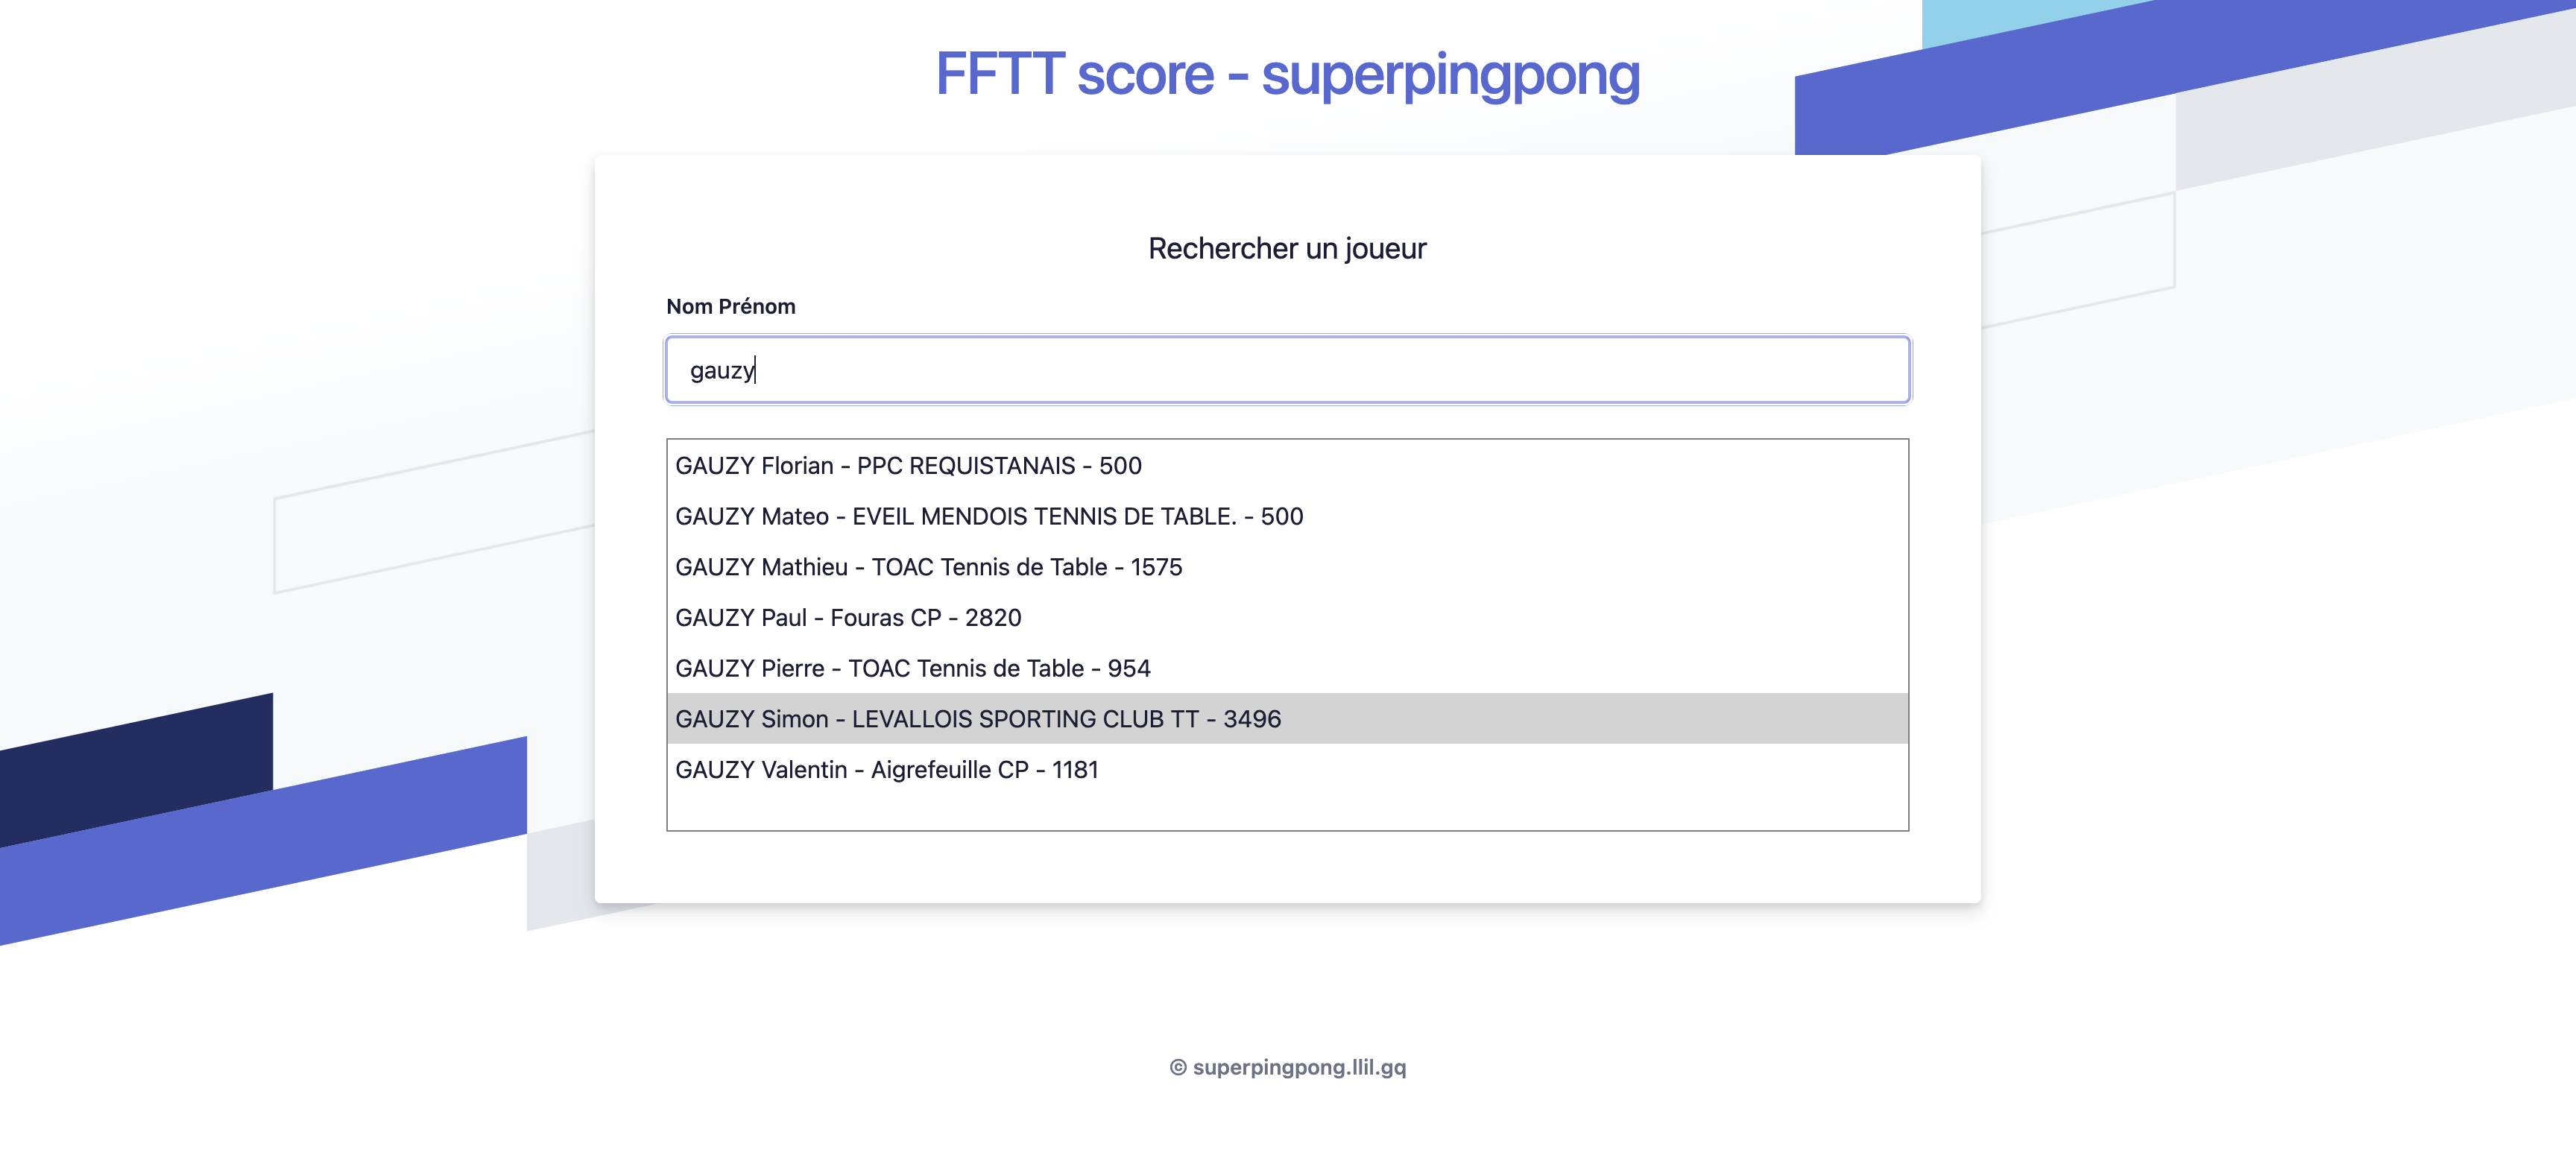 FFTT score - superpingpong
Rechercher un joueur
Nom Prénom
gauzy
GAUZY Florian - PPC REQUISTANAIS - 500
GAUZY Mateo - EVEIL MENDOIS TENNIS DE TABLE. - 500
GAUZY Mathieu - TOAC Tennis de Table - 1575
GAUZY Paul - Fouras CP - 2820
GAUZY Pierre - TOAC Tennis de Table - 954
GAUZY Simon - LEVALLOIS SPORTING CLUB TT - 3496
GAUZY Valentin - Aigrefeuille CP - 1181
© superpingpong.llil.gq